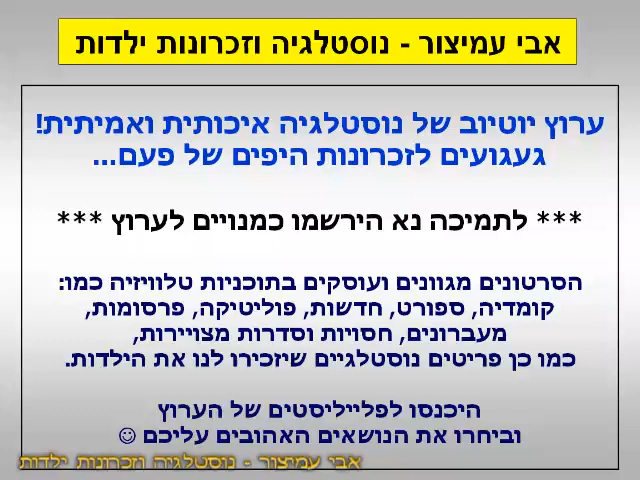 אבי עמיצור - נוסטלגיה וזכרונות ילדות
ערוץ יוטיוב של נוסטלגיה איכותית ואמיתית!
געגועים לזכרונות היפים של פעם...
*** לתמיכה נא הירשמו כמנויים לערוץ ***
הסרטונים מגוונים ועוסקים בתוכניות טלוויזיה כמו:
קומדיה, ספורט, חדשות, פוליטיקה, פרסומות,
מעברונים, חסויות וסדרות מצויירות,
כמו כן פריטים נוסטלגיים שיזכירו לנו את הילדות.
היכנסו לפלייליסטים של הערוץ
וביחרו את הנושאים האהובים עליכם ☺
אבי עמיצור - נוסטלגיה וזכרונות ילדות